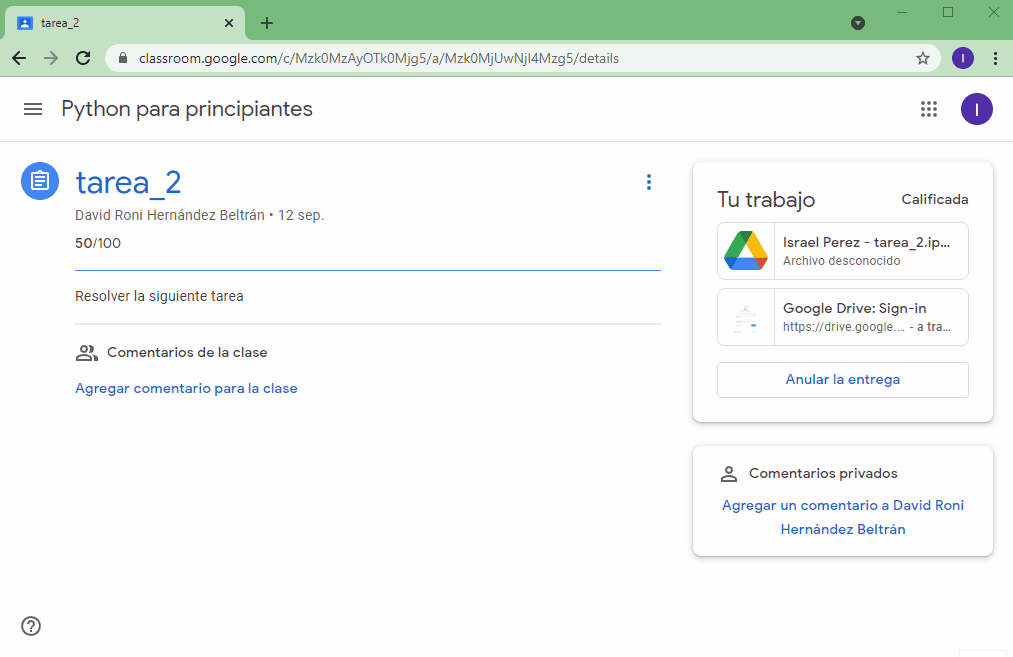 tarea_2
classroom.google.com/c/Mzk0MzAyOTk0Mjg5/a/Mzk0MjUwNjI4Mzg5/details
I
Python para principiantes
I
tarea_2
David Roni Hernández Beltrán • 12 sep.
50/100
Resolver la siguiente tarea
Comentarios de la clase
Agregar comentario para la clase
Tu trabajo
Calificada
Israel Perez - tarea_2.ip...
Archivo desconocido
Google Drive: Sign-in
https://drive.google.... - a tra...
Anular la entrega
Comentarios privados
Agregar un comentario a David Roni
Hernández Beltrán